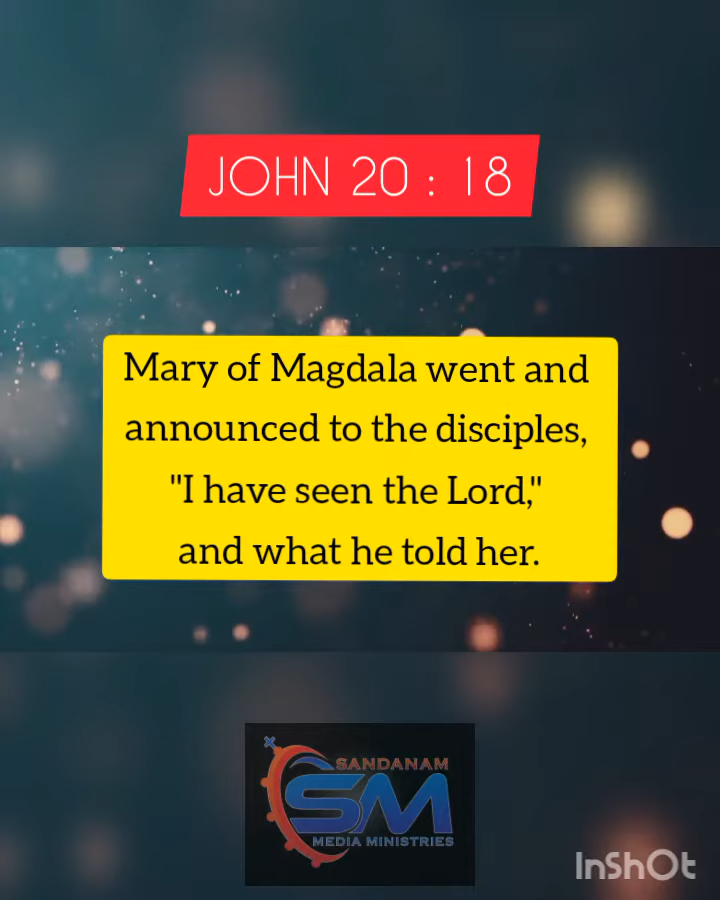 JOHN 20 : 18
Mary of Magdala went and
announced to the disciples,
"I have seen the Lord,"
and what he told her.
SANDANAM
SM
MEDIA MINISTRIES
InShOt